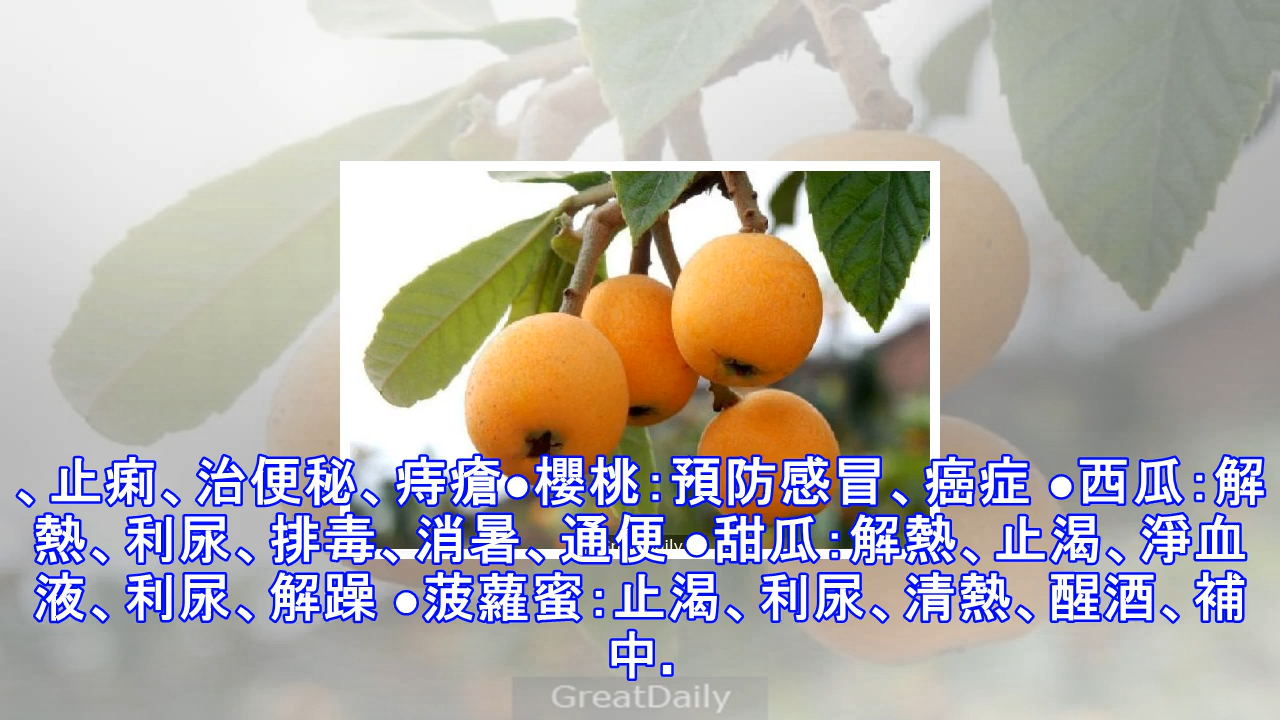 、止痢、治便秘、痔瘡●櫻桃:預防感冒、癌症 ●西瓜:解
熱、利尿、排毒、消暑、通便 ●甜瓜:解熱、止渴、淨血
液、利尿、解躁 ●菠蘿蜜:止渴、利尿、清熱、醒酒、補
中.
GreatDaily